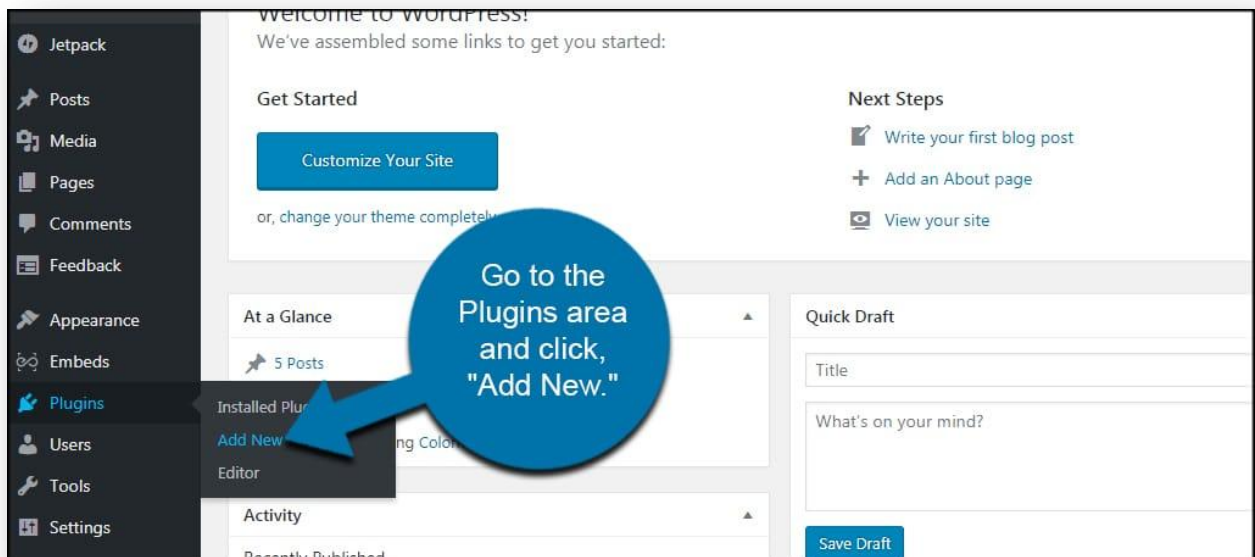 Welcome to WordPress!
We've assembled some links to get you started:
Jetpack
Posts
Media
Pages
Comments
Feedback
Appearance
Embeds
Plugins
Users
Tools
Settings
Installed
Add New
Editor
Get Started
Customize Your Site
or, change your theme completely
Next Steps
Write your first blog post
Add an About page
View your site
Go to the
Plugins area
and click,
"Add New."
At a Glance
5 Posts
Activity
Recently Published
Quick Draft
Title
What's on your mind?
Save Draft